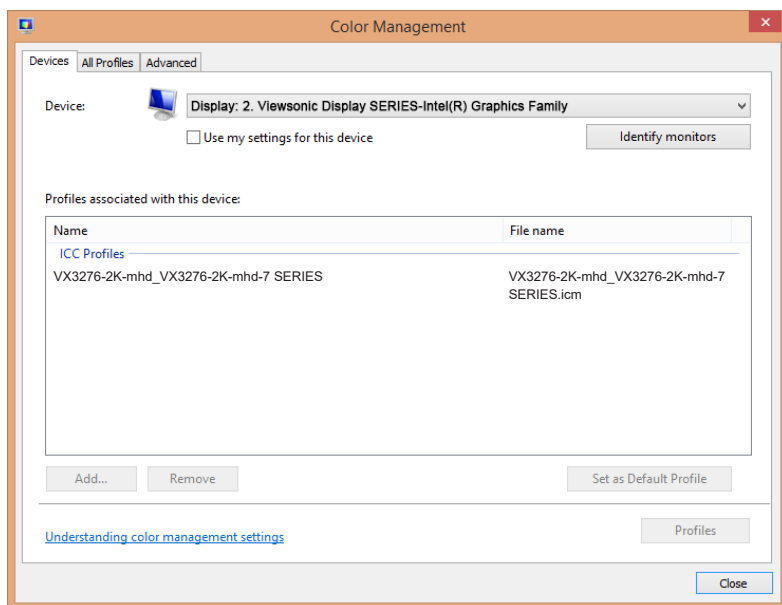 Color Management
Devices All Profiles Advanced
Device: Display: 2. Viewsonic Display SERIES-Intel(R) Graphics Family
Use my settings for this device Identify monitors
Profiles associated with this device:
Name File name
ICC Profiles
VX3276-2K-mhd_VX3276-2K-mhd-7 SERIES VX3276-2K-mhd_VX3276-2K-mhd-7
SERIES.icm
Add... Remove Set as Default Profile
Understanding color management settings Profiles
Close